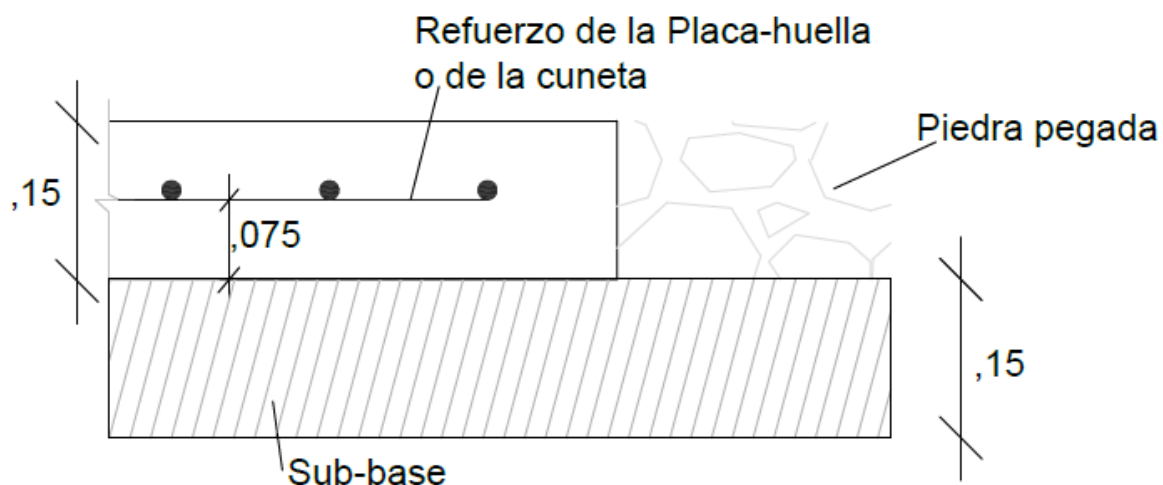 Refuerzo de la Placa-huella
o de la cuneta
Piedra pegada
,15
,075
,15
Sub-base